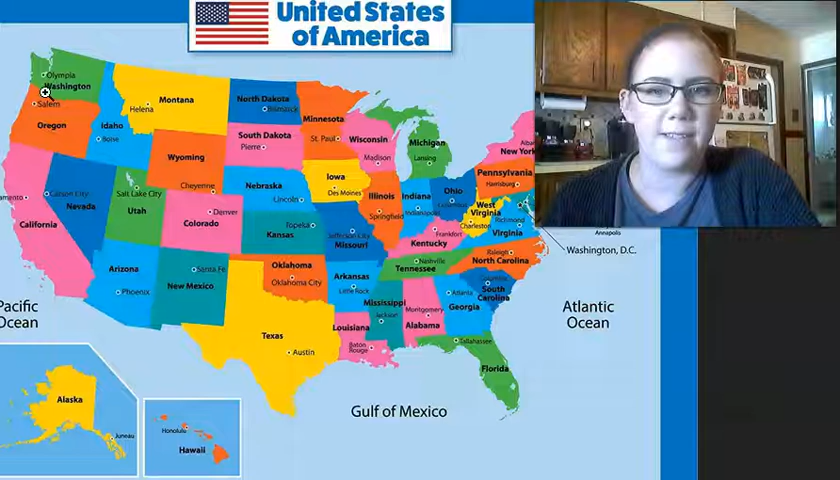 United States
of America
Olympia
Washington
Salem
Oregon
Idaho
Boise
Montana
Helena
North Dakota
Bismarck
South Dakota
Pierre
Minnesota
St. Paul
Wisconsin
Madison
Michigan
Lansing
New York
Wyoming
Cheyenne
Nebraska
Lincoln
Iowa
Des Moines
Illinois
Springfield
Indiana
Indianapolis
Ohio
Columbus
Pennsylvania
Harrisburg
West
Virginia
Charleston
Richmond
Virginia
Annapolis
Washington, D.C.
California
Carson City
Nevada
Salt Lake City
Utah
Denver
Colorado
Topeka
Kansas
Jefferson City
Missouri
Kentucky
Frankfort
Nashville
Tennessee
Raleigh
North Carolina
Arizona
Phoenix
Santa Fe
New Mexico
Oklahoma
Oklahoma City
Arkansas
Little Rock
Mississippi
Jackson
Montgomery
Alabama
Atlanta
Georgia
South
Carolina
Texas
Austin
Louisiana
Baton
Rouge
Tallahassee
Florida
Pacific
Ocean
Atlantic
Ocean
Gulf of Mexico
Alaska
Juneau
Honolulu
Hawaii